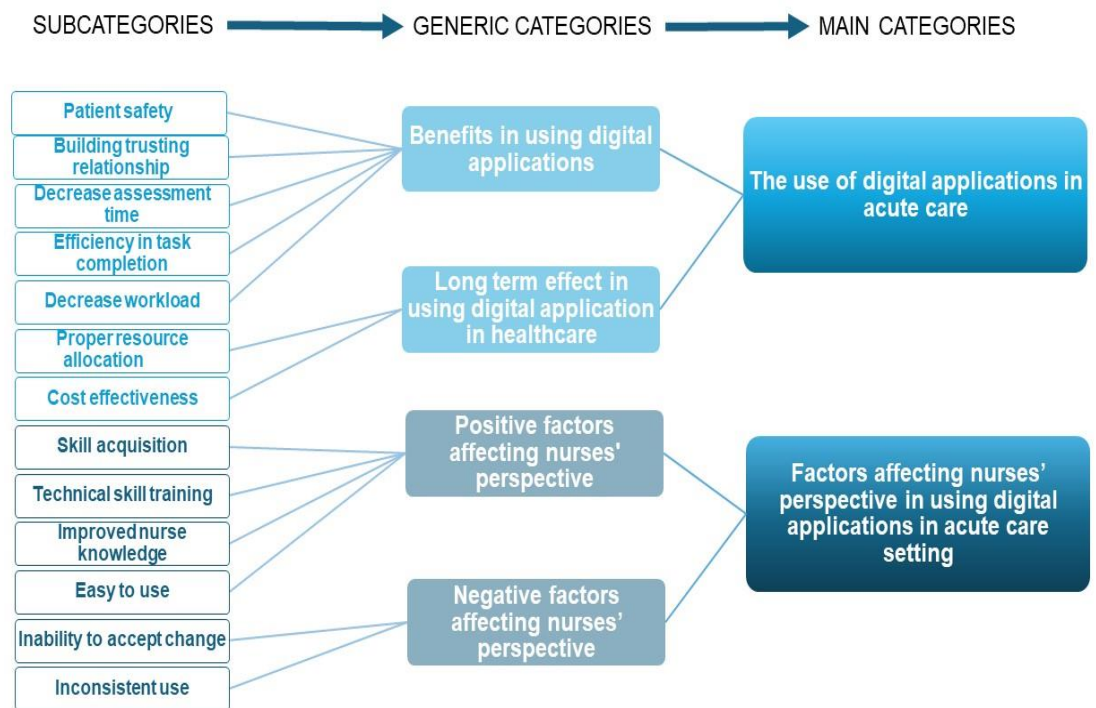 SUBCATEGORIES
GENERIC CATEGORIES
MAIN CATEGORIES
Patient safety
Building trusting
relationship
Decrease assessment
time
Efficiency in task
completion
Decrease workload
Proper resource
allocation
Cost effectiveness
Skill acquisition
Technical skill training
Improved nurse
knowledge
Easy to use
Inability to accept change
Inconsistent use
Benefits in using digital
applications
Long term effect in
using digital application
in healthcare
Positive factors
affecting nurses'
perspective
Negative factors
affecting nurses’
perspective
The use of digital applications in
acute care
Factors affecting nurses’
perspective in using digital
applications in acute care
setting